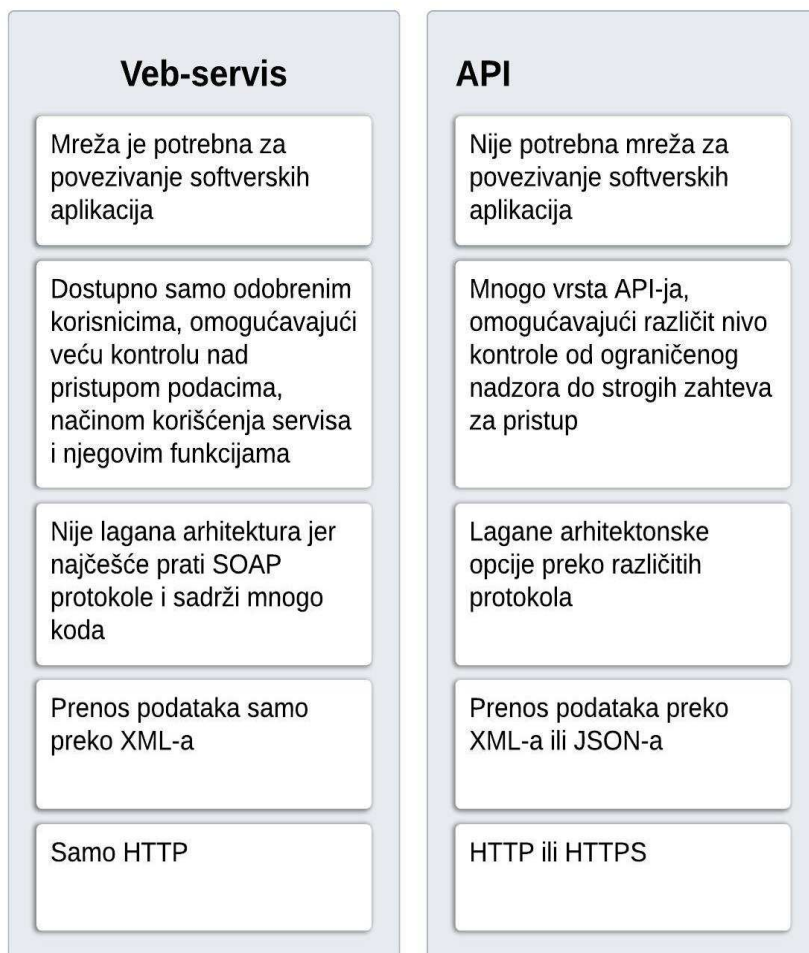 Veb-servis
Mreža je potrebna za
povezivanje softverskih
aplikacija
Dostupno samo odobrenim
korisnicima, omogućavajući
veću kontrolu nad
pristupom podacima,
načinom korišćenja servisa
i njegovim funkcijama
Nije lagana arhitektura jer
najčešće prati SOAP
protokole i sadrži mnogo
koda
Prenos podataka samo
preko XML-a
Samo HTTP
API
Nije potrebna mreža za
povezivanje softverskih
aplikacija
Mnogo vrsta API-ja,
omogućavajući različit nivo
kontrole od ograničenog
nadzora do strogih zahteva
za pristup
Lagane arhitektonske
opcije preko različitih
protokola
Prenos podataka preko
XML-a ili JSON-a
HTTP ili HTTPS